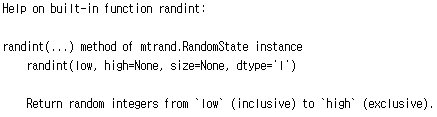 Help on built-in function randint:
randint(...) method of mtrand.RandomState instance
randint(low, high=None, size=None, dtype='l')
Return random integers from `low` (inclusive) to `high` (exclusive).